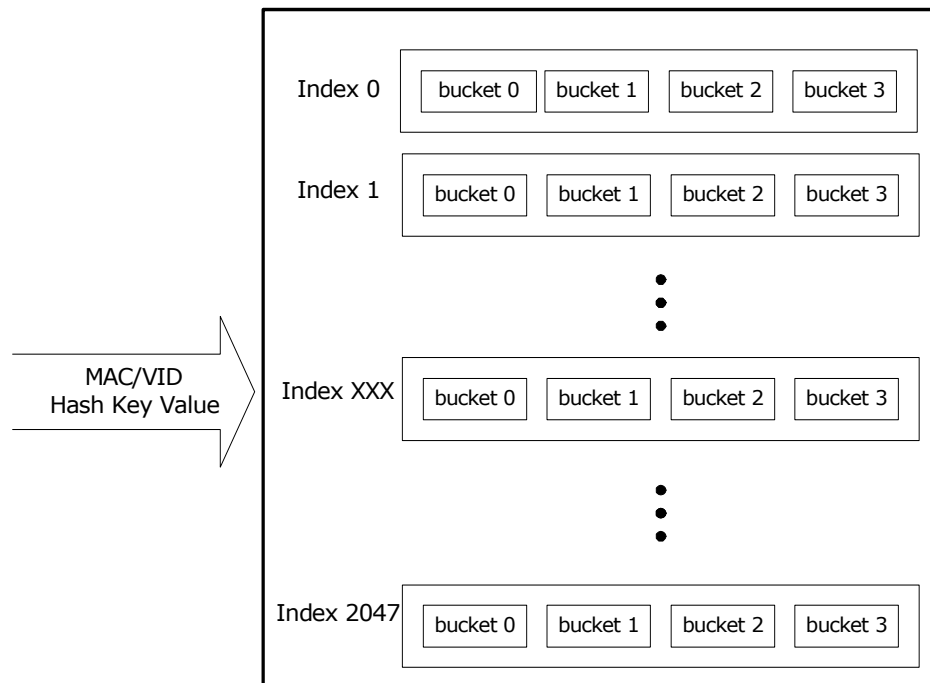 Index 0 bucket 0 bucket 1 bucket 2 bucket 3
Index 1 bucket 0 bucket 1 bucket 2 bucket 3
MAC/VID
Hash Key Value
Index XXX bucket 0 bucket 1 bucket 2 bucket 3
Index 2047 bucket 0 bucket 1 bucket 2 bucket 3